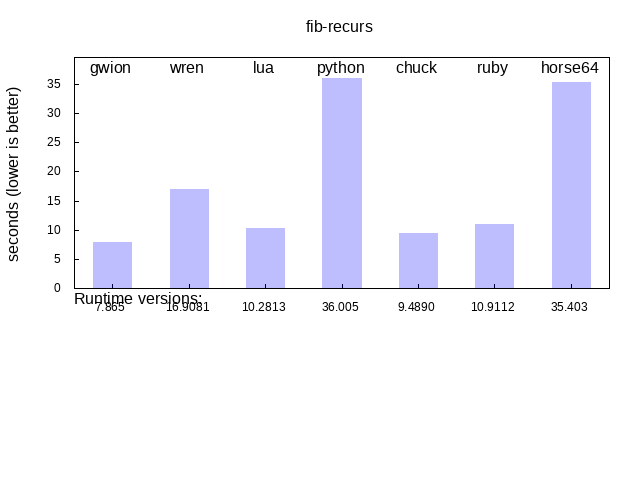 fib-recurs
gwion wren lua python chuck ruby horse64
seconds (lower is better)
35
30
25
20
15
10
5
0
Runtime versions:
7.865 16.9081 10.2813 36.005 9.4890 10.9112 35.403